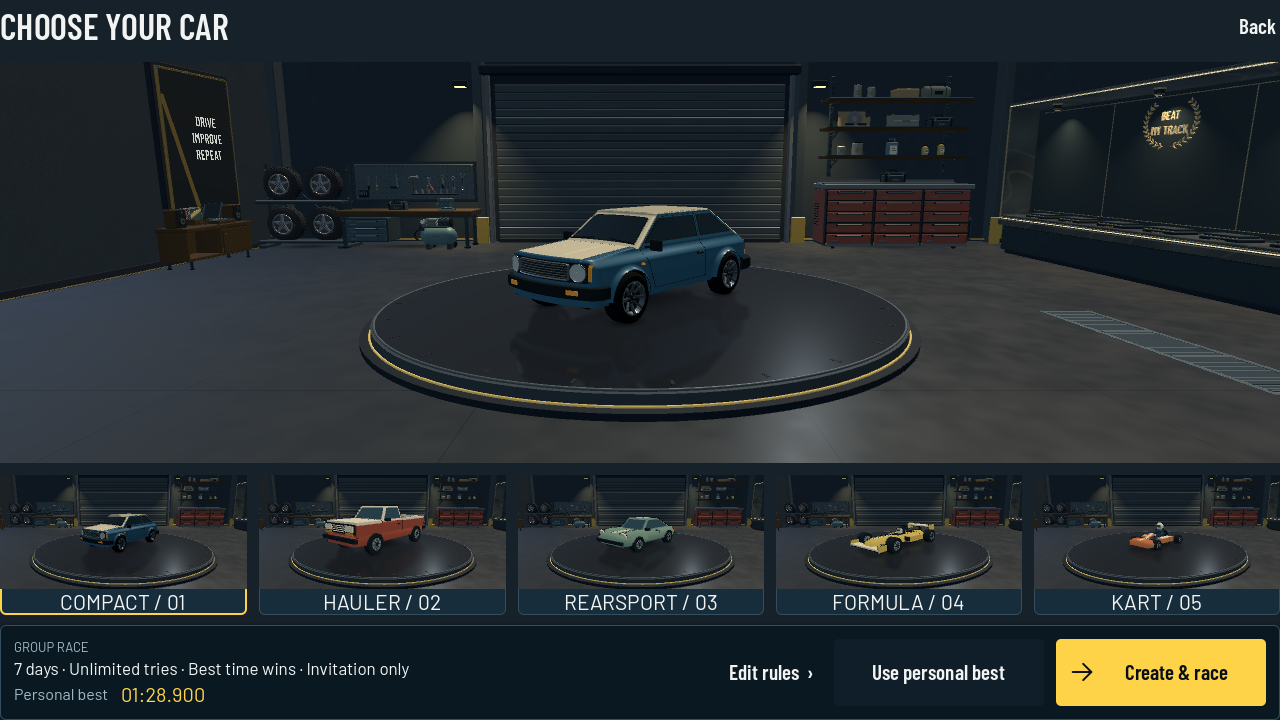 CHOOSE YOUR CAR
Back
DRIVE
IMPROVE
REPEAT
BEAT
MY TRACK
COMPACT / 01
HAULER / 02
REARSPORT / 03
FORMULA / 04
KART / 05
GROUP RACE
7 days · Unlimited tries · Best time wins · Invitation only
Personal best 01:28.900
Edit rules ›
Use personal best
Create & race